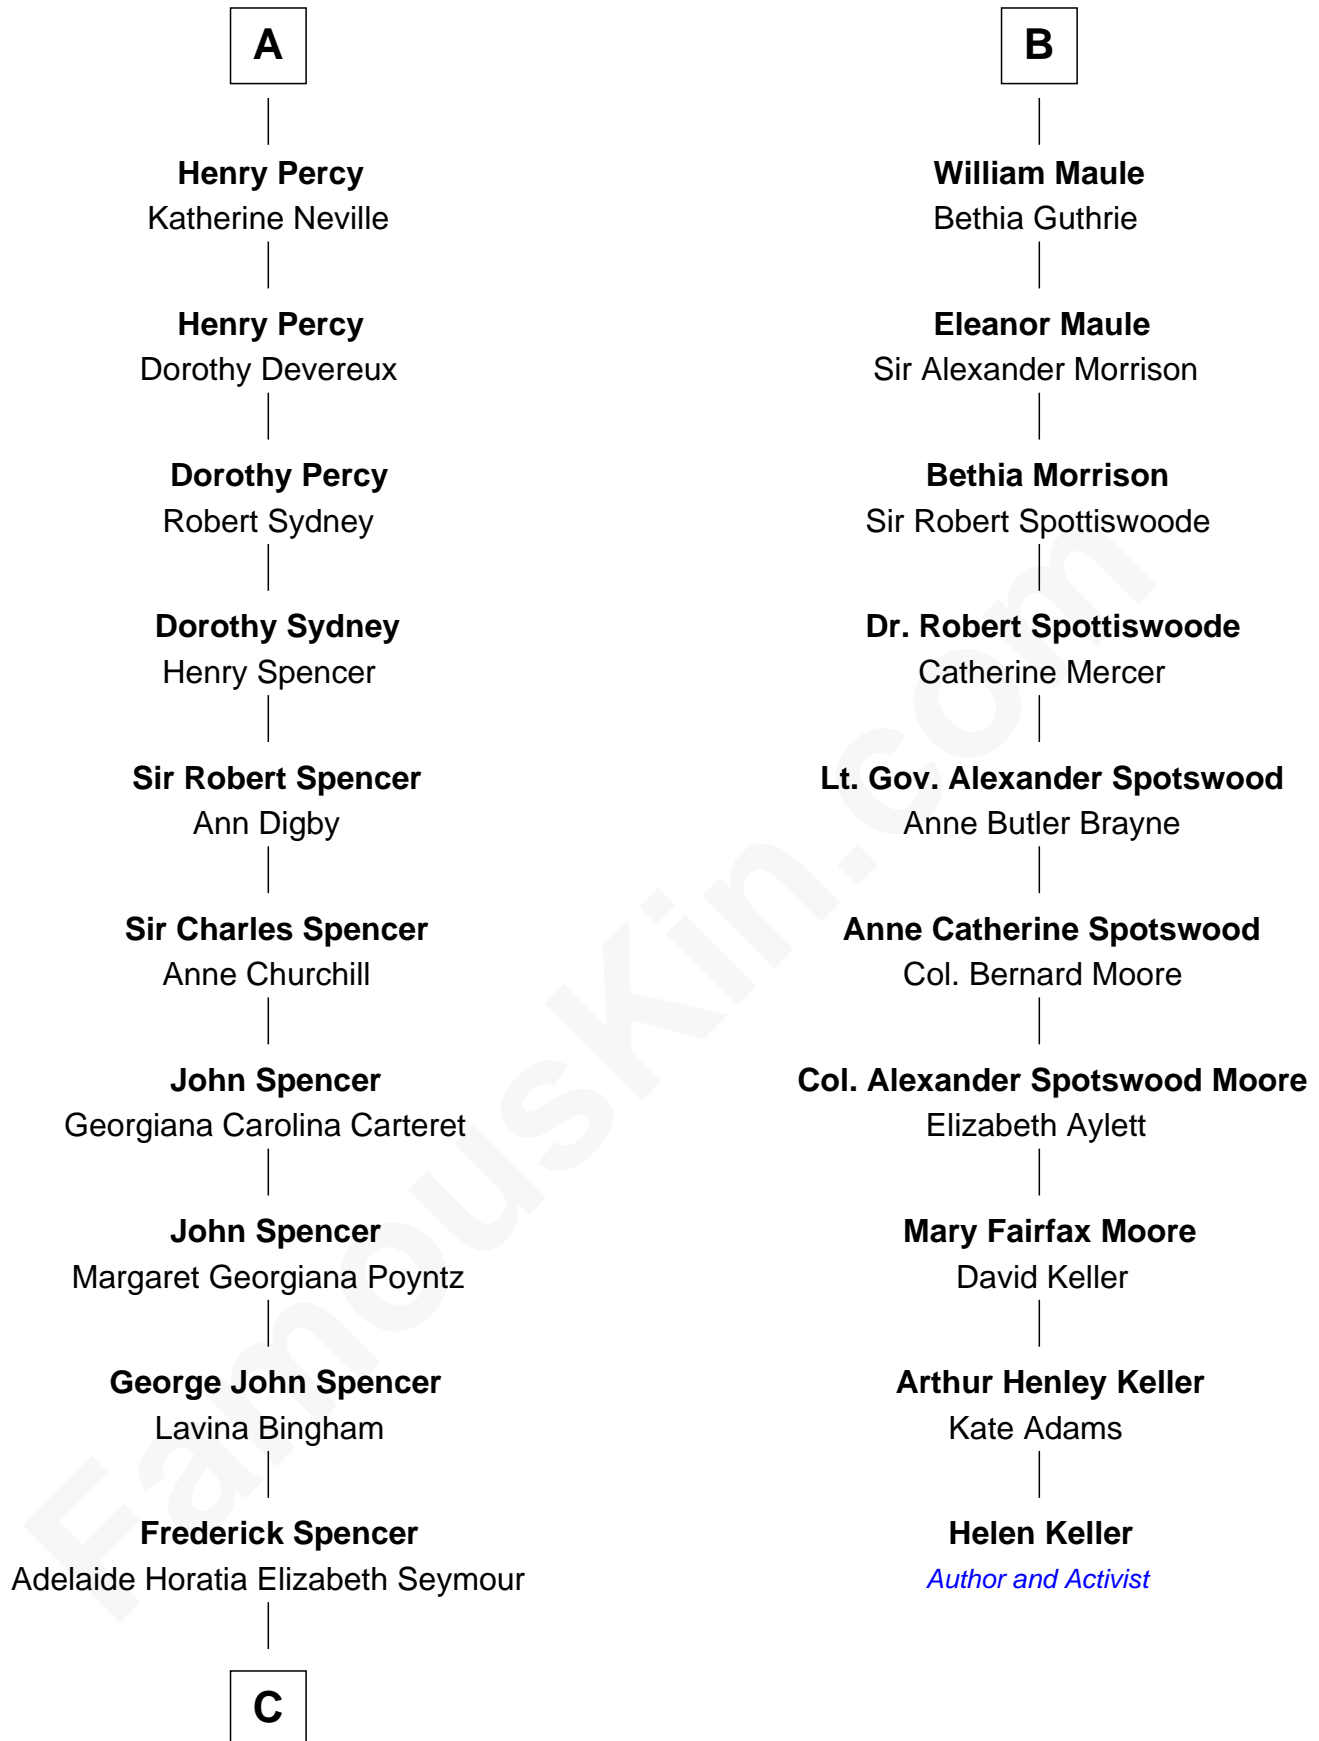 A
Henry Percy
Katherine Neville
Henry Percy
Dorothy Devereux
Dorothy Percy
Robert Sydney
Dorothy Sydney
Henry Spencer
Sir Robert Spencer
Ann Digby
Sir Charles Spencer
Anne Churchill
John Spencer
Georgiana Carolina Carteret
John Spencer
Margaret Georgiana Poyntz
George John Spencer
Lavina Bingham
Frederick Spencer
Adelaide Horatia Elizabeth Seymour
C
B
William Maule
Bethia Guthrie
Eleanor Maule
Sir Alexander Morrison
Bethia Morrison
Sir Robert Spottiswoode
Dr. Robert Spottiswoode
Catherine Mercer
Lt. Gov. Alexander Spotswood
Anne Butler Brayne
Anne Catherine Spotswood
Col. Bernard Moore
Col. Alexander Spotswood Moore
Elizabeth Aylett
Mary Fairfax Moore
David Keller
Arthur Henley Keller
Kate Adams
Helen Keller
Author and Activist
FamousKin.com